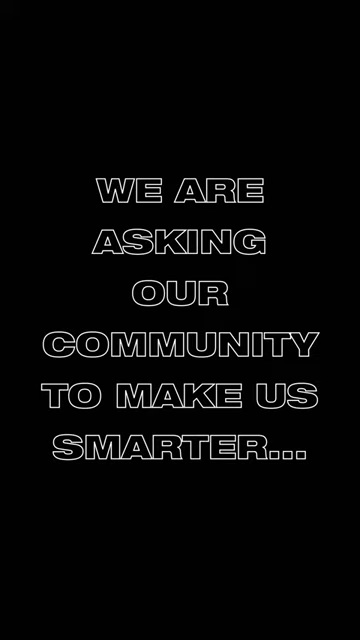 WE ARE
ASKING
OUR
COMMUNITY
TO MAKE US
SMARTER...